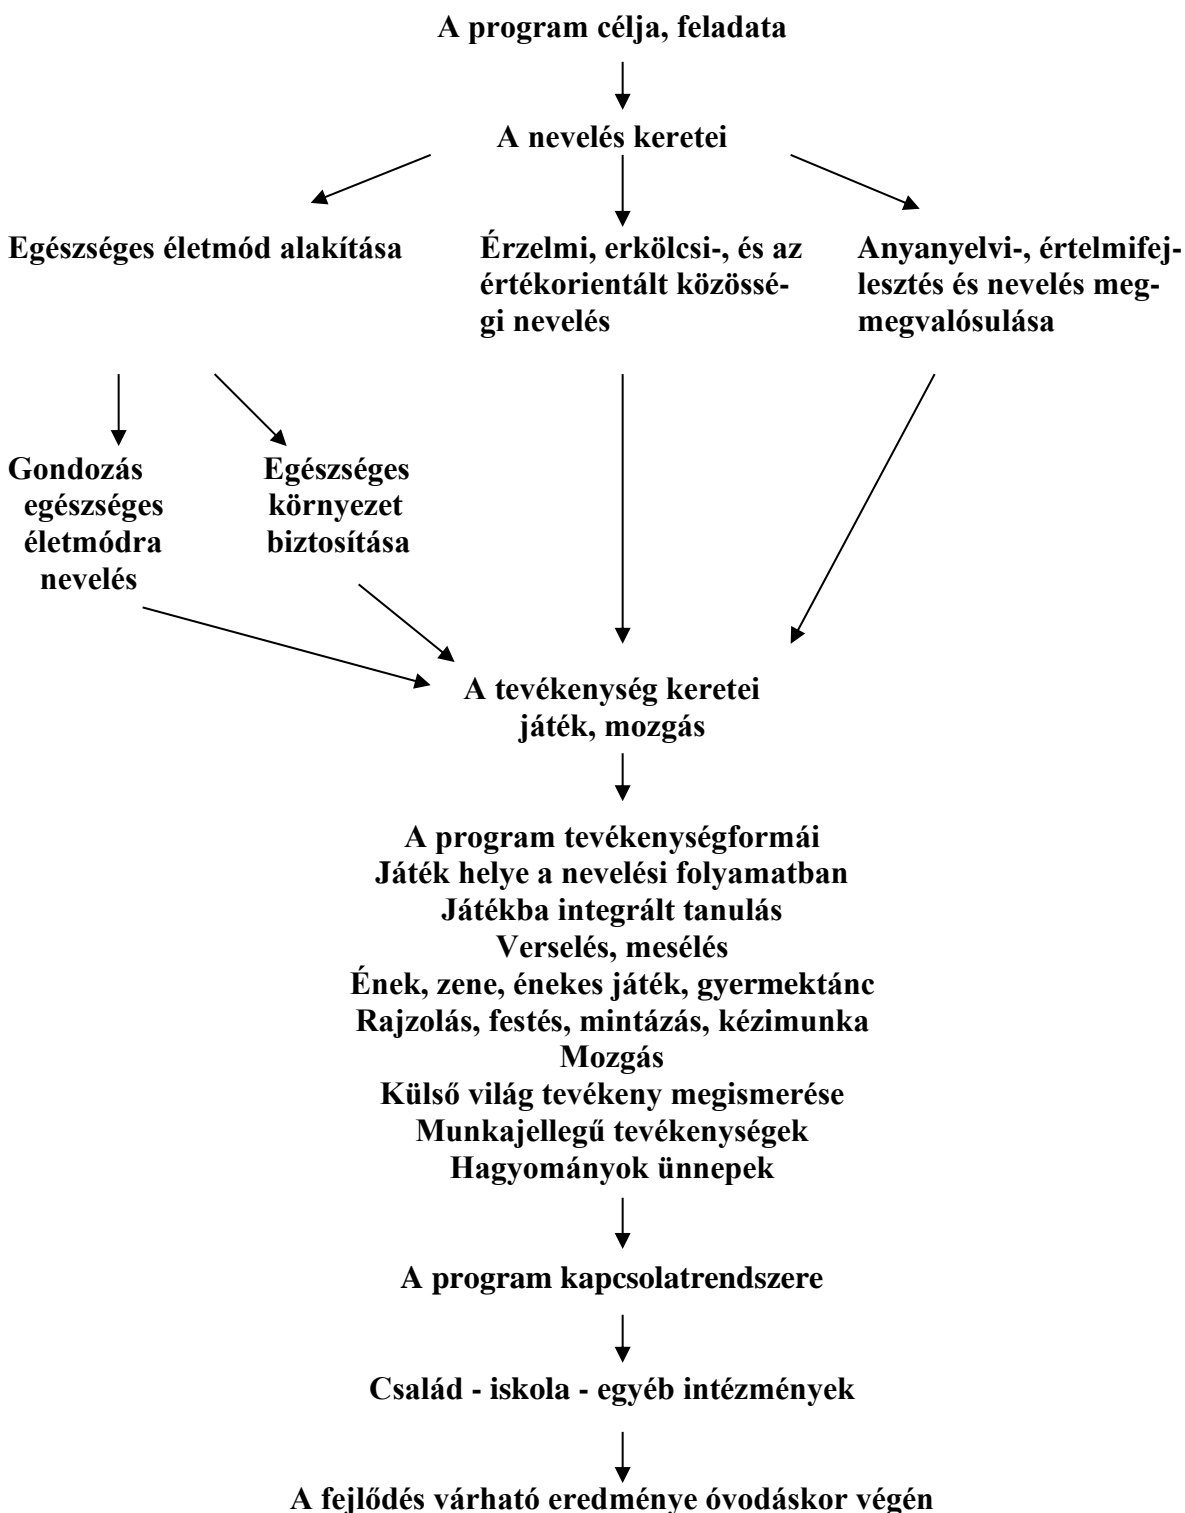 A program célja, feladata
A nevelés keretei
Egészséges életmód alakítása
Érzelmi, erkölcsi-, és az
értékorientált közössé-
gi nevelés
Anyanyelvi-, értelmifej-
lesztés és nevelés meg-
megvalósulása
Gondozás
egészséges
életmódra
nevelés
Egészséges
környezet
biztosítása
A tevékenység keretei
játék, mozgás
A program tevékenységformái
Játék helye a nevelési folyamatban
Játékba integrált tanulás
Verselés, mesélés
Ének, zene, énekes játék, gyermektánc
Rajzolás, festés, mintázás, kézimunka
Mozgás
Külső világ tevékeny megismerése
Munkajellegű tevékenységek
Hagyományok ünnepek
A program kapcsolatrendszere
Család - iskola - egyéb intézmények
A fejlődés várható eredménye óvodáskor végén